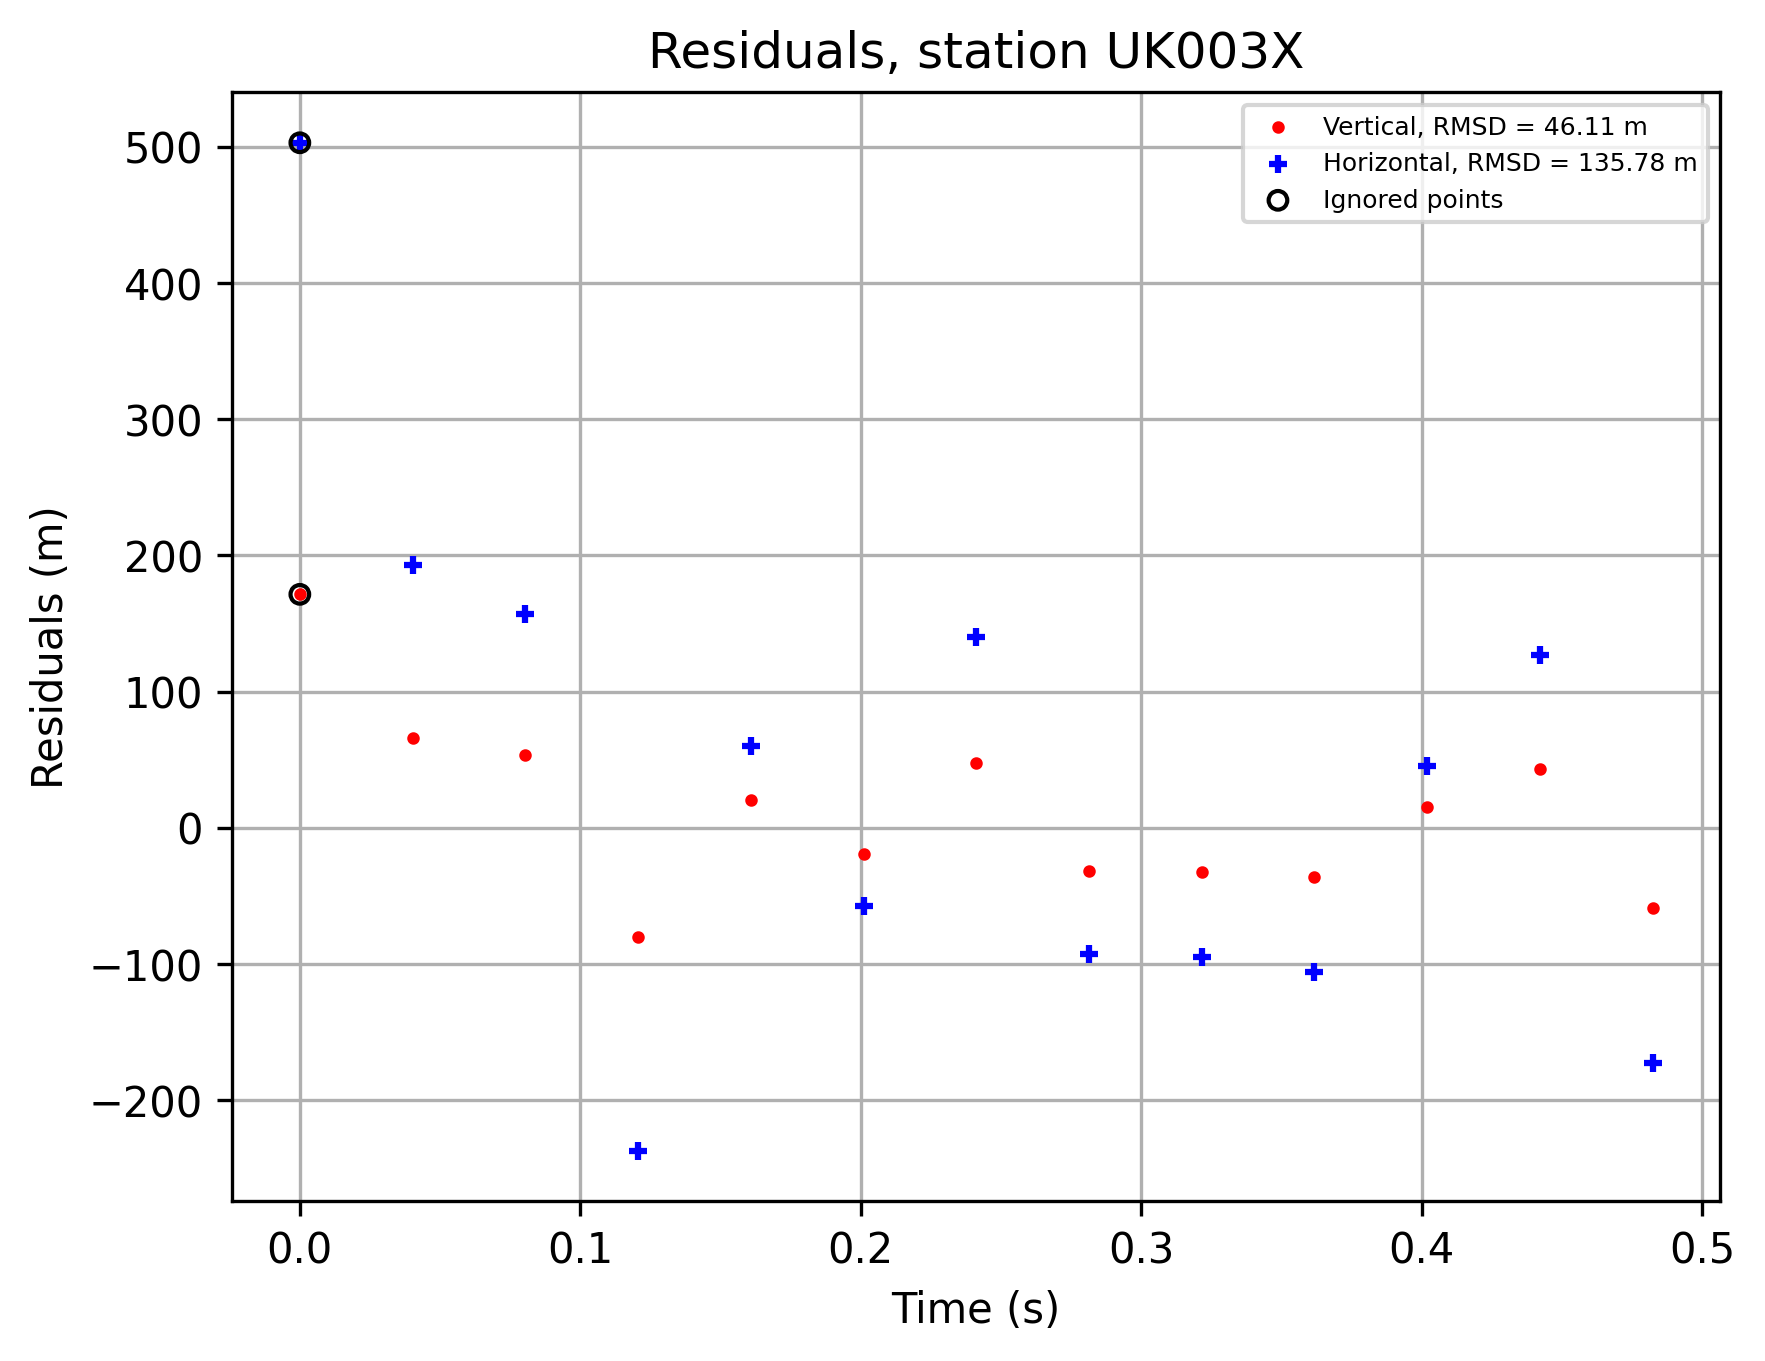 Residuals, station UK003X
Vertical, RMSD = 46.11 m
Horizontal, RMSD = 135.78 m
Ignored points
Residuals (m)
500
400
300
200
100
0
−100
−200
0.0 0.1 0.2 0.3 0.4 0.5
Time (s)